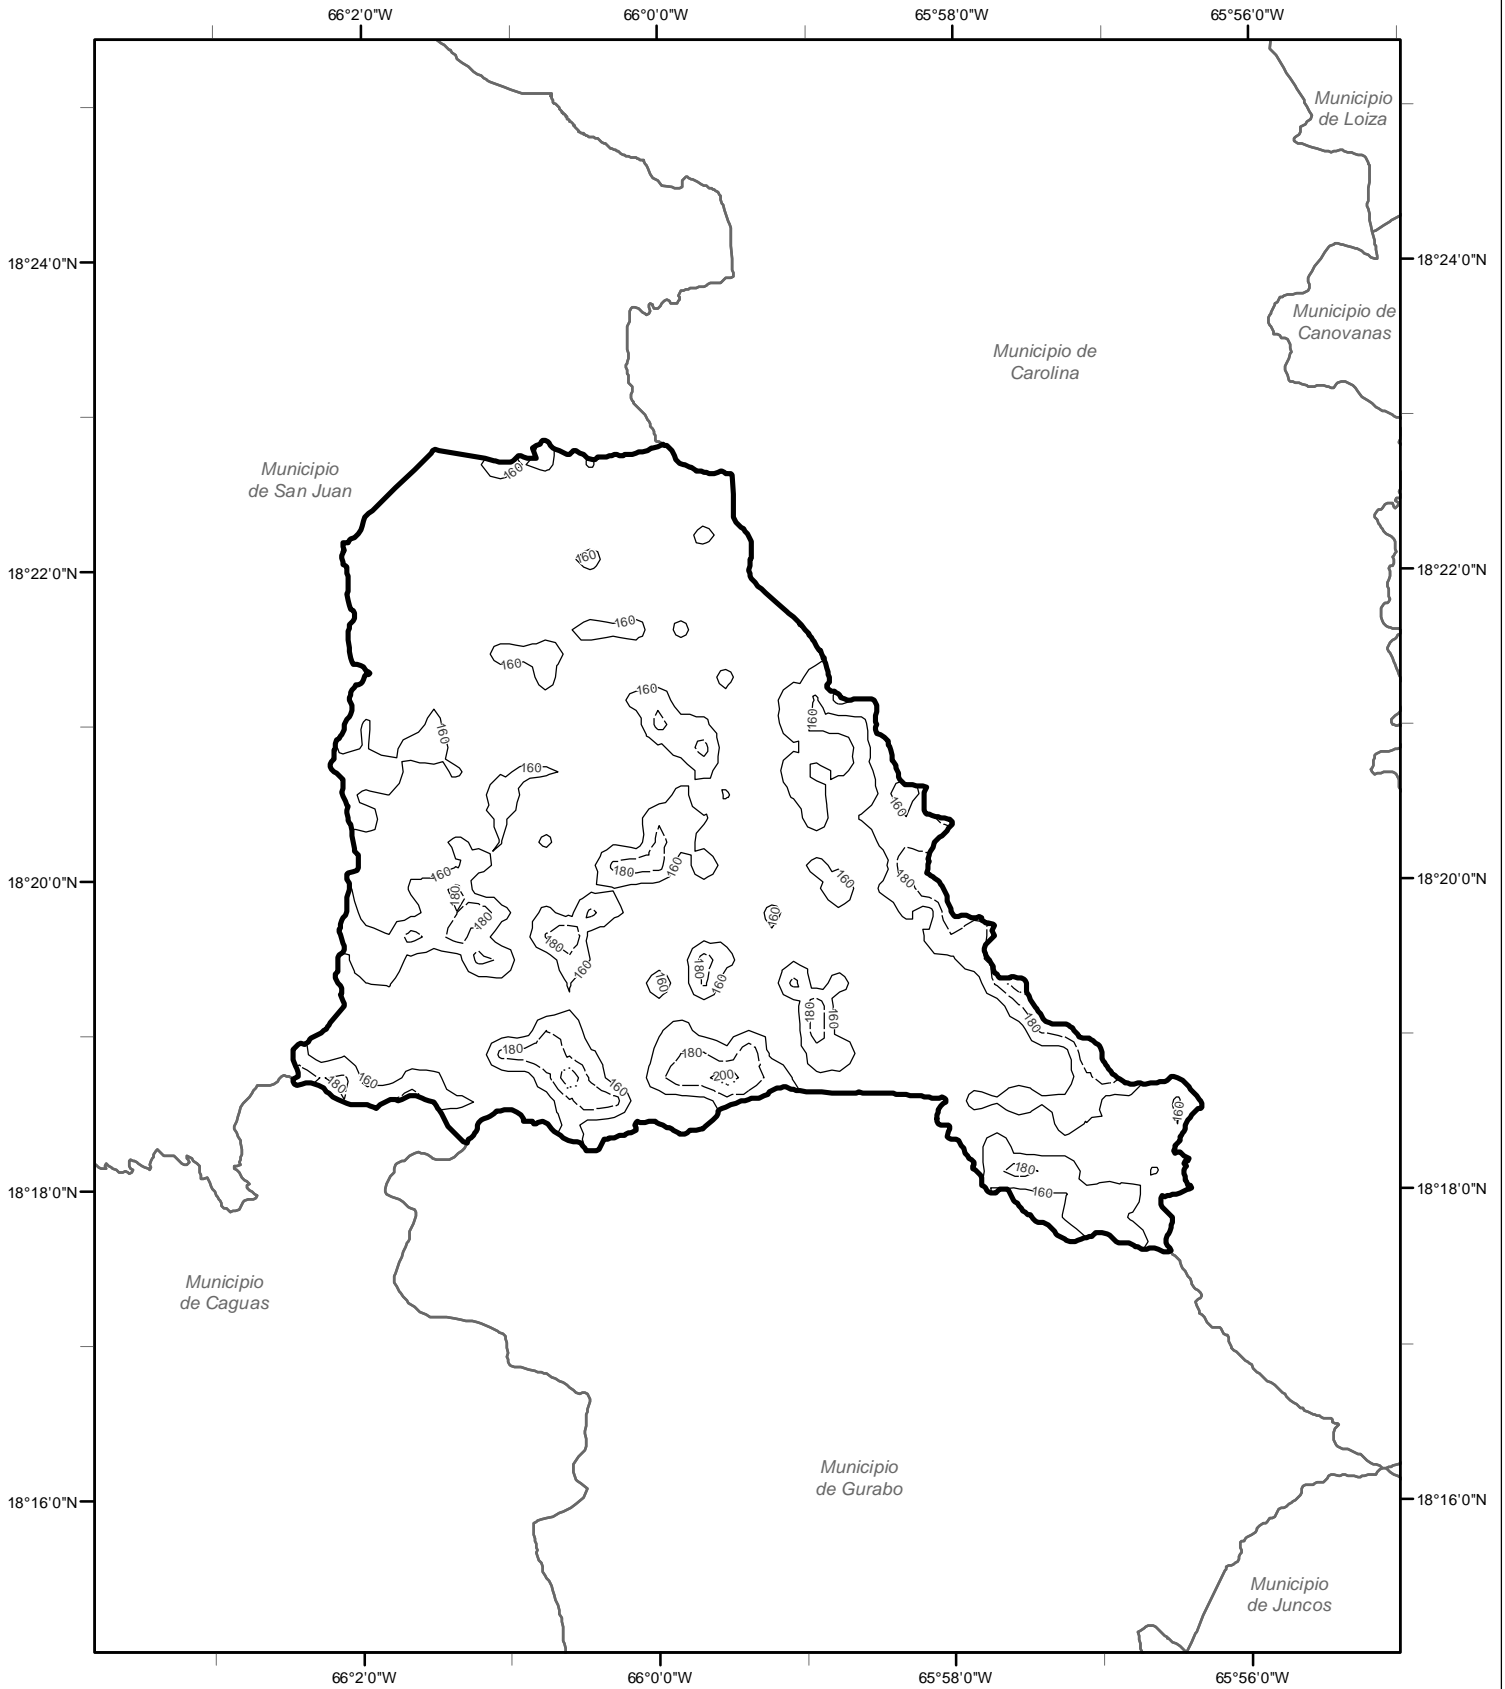 66°2'0"W
66°0'0"W
65°58'0"W
65°56'0"W
Municipio
de Loiza
18°24'0"N
18°24'0"N
Municipio de
Canovanas
Municipio de
Carolina
Municipio
de San Juan
160
160
18°22'0"N
18°22'0"N
160
160
160
160
160
160
160
180
160
160
160
180
180
180
18°20'0"N
18°20'0"N
160
180
160
180
160
160
160
180
160
180
180
180
200
160
180
160
160
180
160
18°18'0"N
18°18'0"N
Municipio
de Caguas
Municipio
de Gurabo
18°16'0"N
18°16'0"N
Municipio
de Juncos
66°2'0"W
66°0'0"W
65°58'0"W
65°56'0"W